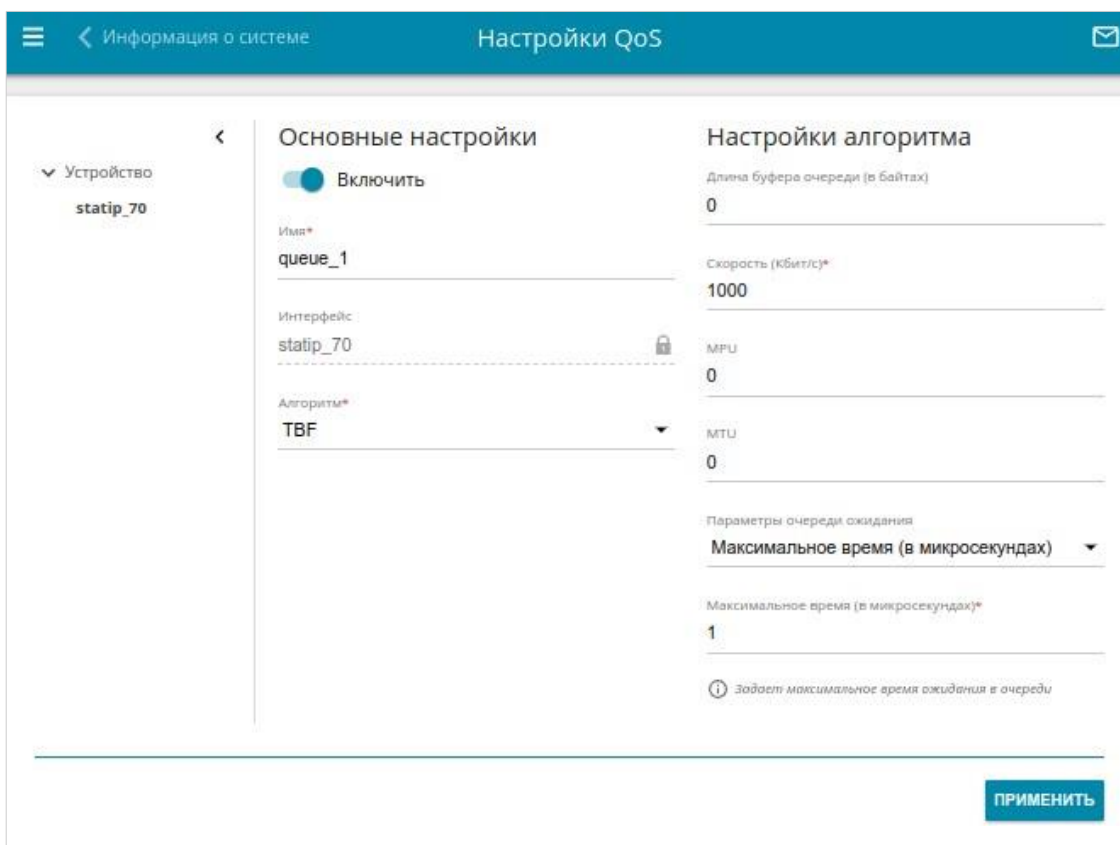 Информация о системе
Настройки QoS
Устройство
statip_70
Основные настройки
Включить
Имя*
queue_1
Интерфейс
statip_70
Алгоритм*
TBF
Настройки алгоритма
Длина буфера очереди (в байтах)
0
Скорость (Кбит/с)*
1000
MPU
0
MTU
0
Параметры очереди ожидания
Максимальное время (в микросекундах)
Максимальное время (в микросекундах)*
1
Задает максимальное время ожидания в очереди
ПРИМЕНИТЬ